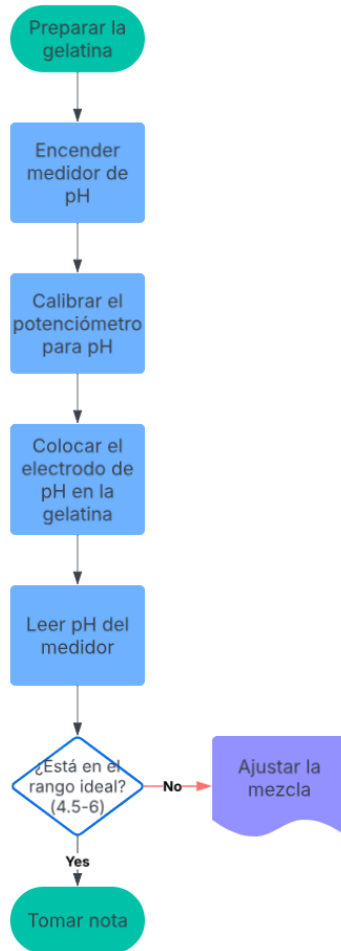 Preparar la
gelatina
Encender
medidor de
pH
Calibrar el
potenciómetro
para pH
Colocar el
electrodo de
pH en la
gelatina
Leer pH del
medidor
¿Está en el
rango ideal?
(4.5-6)
No
Ajustar la
mezcla
Yes
Tomar nota